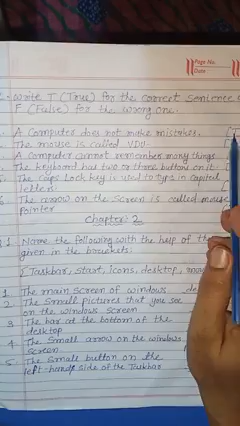 Page No.
Date
2- Write T (True) for the correct sentence
F (False) for the wrong one.
A Computer does not make mistakes. [T
The mouse is called VDU.
A Computer cannot remember many things
The keyboard has two or three buttons on it. [
The caps Lock key is used to type in capital [
letters.
The arrow on the screen is called mouse [
pointer
Chapter: 2
1 Name the following with the help of the
given in the brackets:
{ Taskbar, start, icons, desktop,
1 The main screen of windows
2 The Small pictures that you see
on the windows screen
3 The bar at the bottom of the
desktop
4 The Small arrow on the windows
screen
5 The Small button on the
left-hand side of the Taskbar